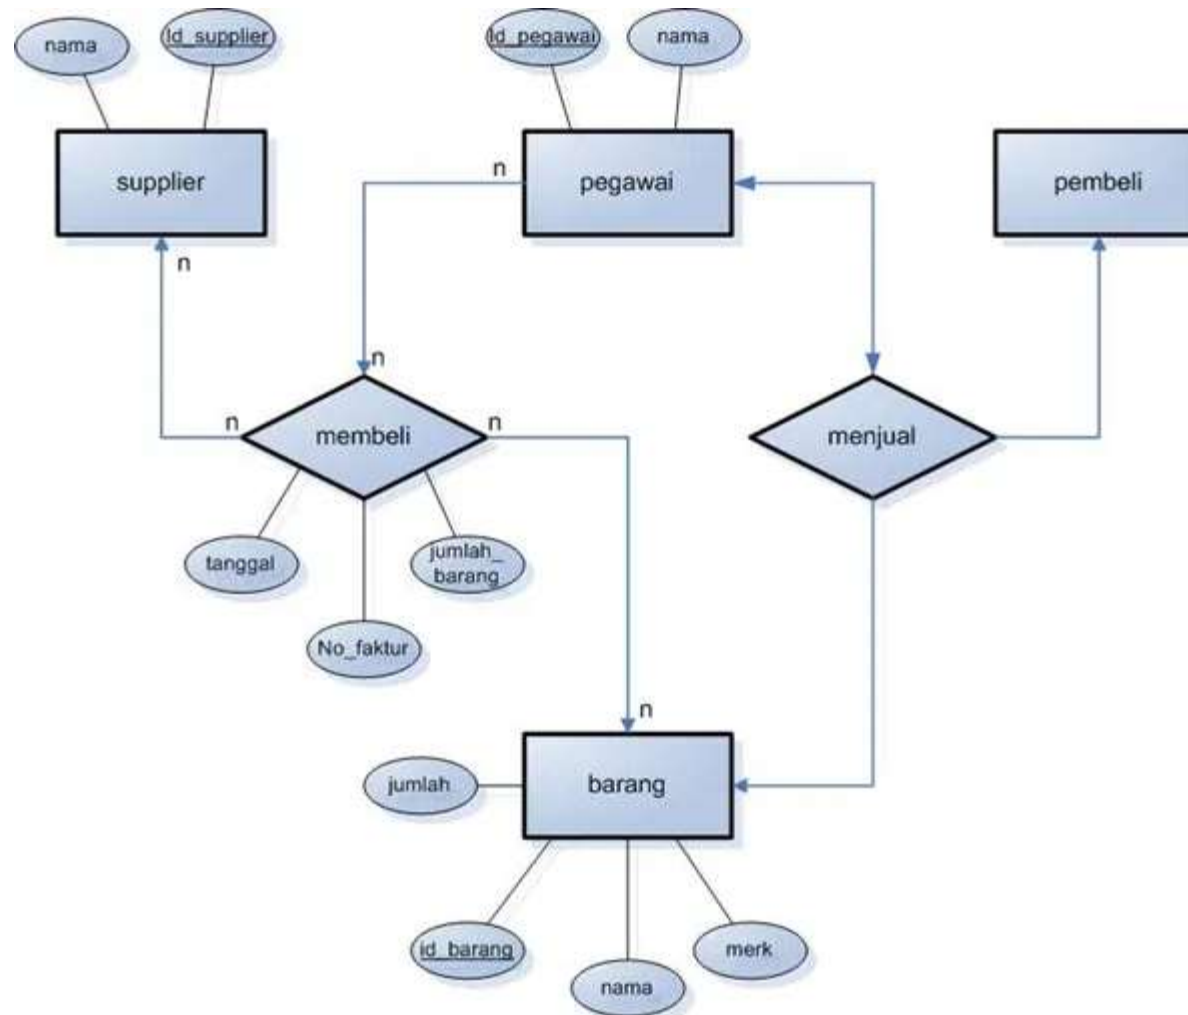 nama
Id_supplier
Id_pegawai
nama
supplier
n
pegawai
pembeli
n
n
n
membeli
n
menjual
tanggal
jumlah_
barang
No_faktur
n
jumlah
barang
id_barang
nama
merk